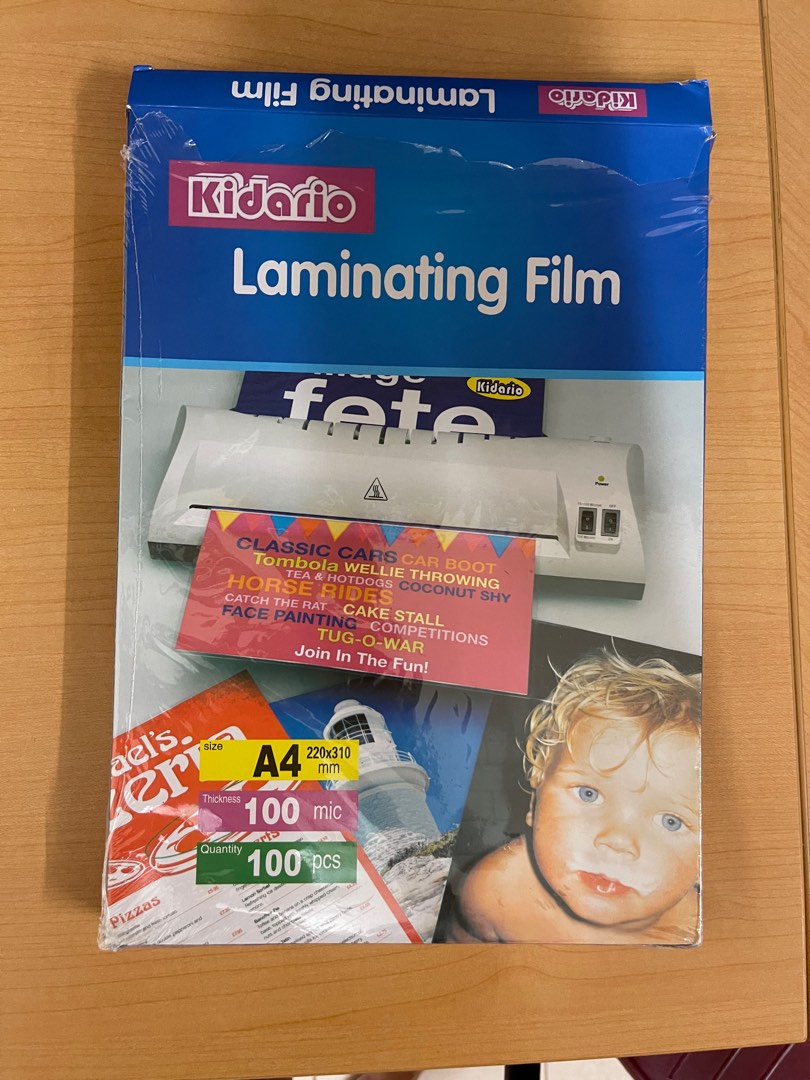 Laminating Film
Kidario
Kidario
Laminating Film
Kidario
fete
Power
CLASSIC CARS CAR BOOT
Tombola WELLIE THROWING
TEA & HOTDOGS COCONUT SHY
HORSE RIDES
CATCH THE RAT CAKE STALL
FACE PAINTING COMPETITIONS
TUG-O-WAR
Join In The Fun!
ael's.
size A4 220x310 mm
Thickness 100 mic
Quantity 100 pcs
Pizzas